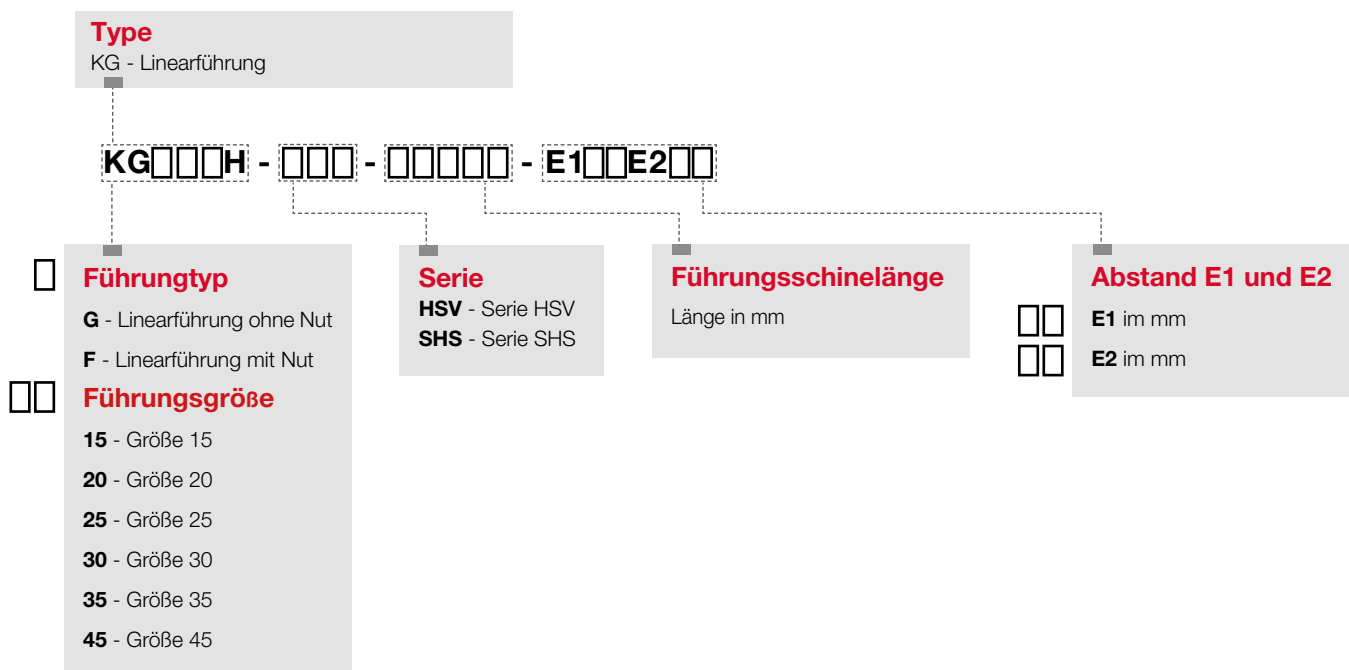 Type
KG - Linearführung
KG□□□H - □□□ - □□□□□ - E1□□E2□□
□ Führungtyp
G - Linearführung ohne Nut
F - Linearführung mit Nut
□□ Führungsgröße
15 - Größe 15
20 - Größe 20
25 - Größe 25
30 - Größe 30
35 - Größe 35
45 - Größe 45
Serie
HSV - Serie HSV
SHS - Serie SHS
Führungsschinelänge
Länge in mm
Abstand E1 und E2
□□ E1 im mm
□□ E2 im mm